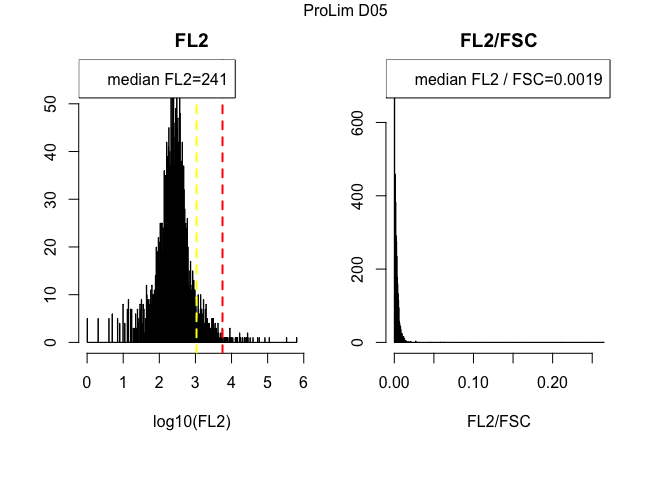 ProLim D05
FL2
median FL2=241
0 10 20 30 40 50
0 1 2 3 4 5 6
log10(FL2)
FL2/FSC
median FL2 / FSC=0.0019
0 200 400 600
0.00 0.10 0.20
FL2/FSC